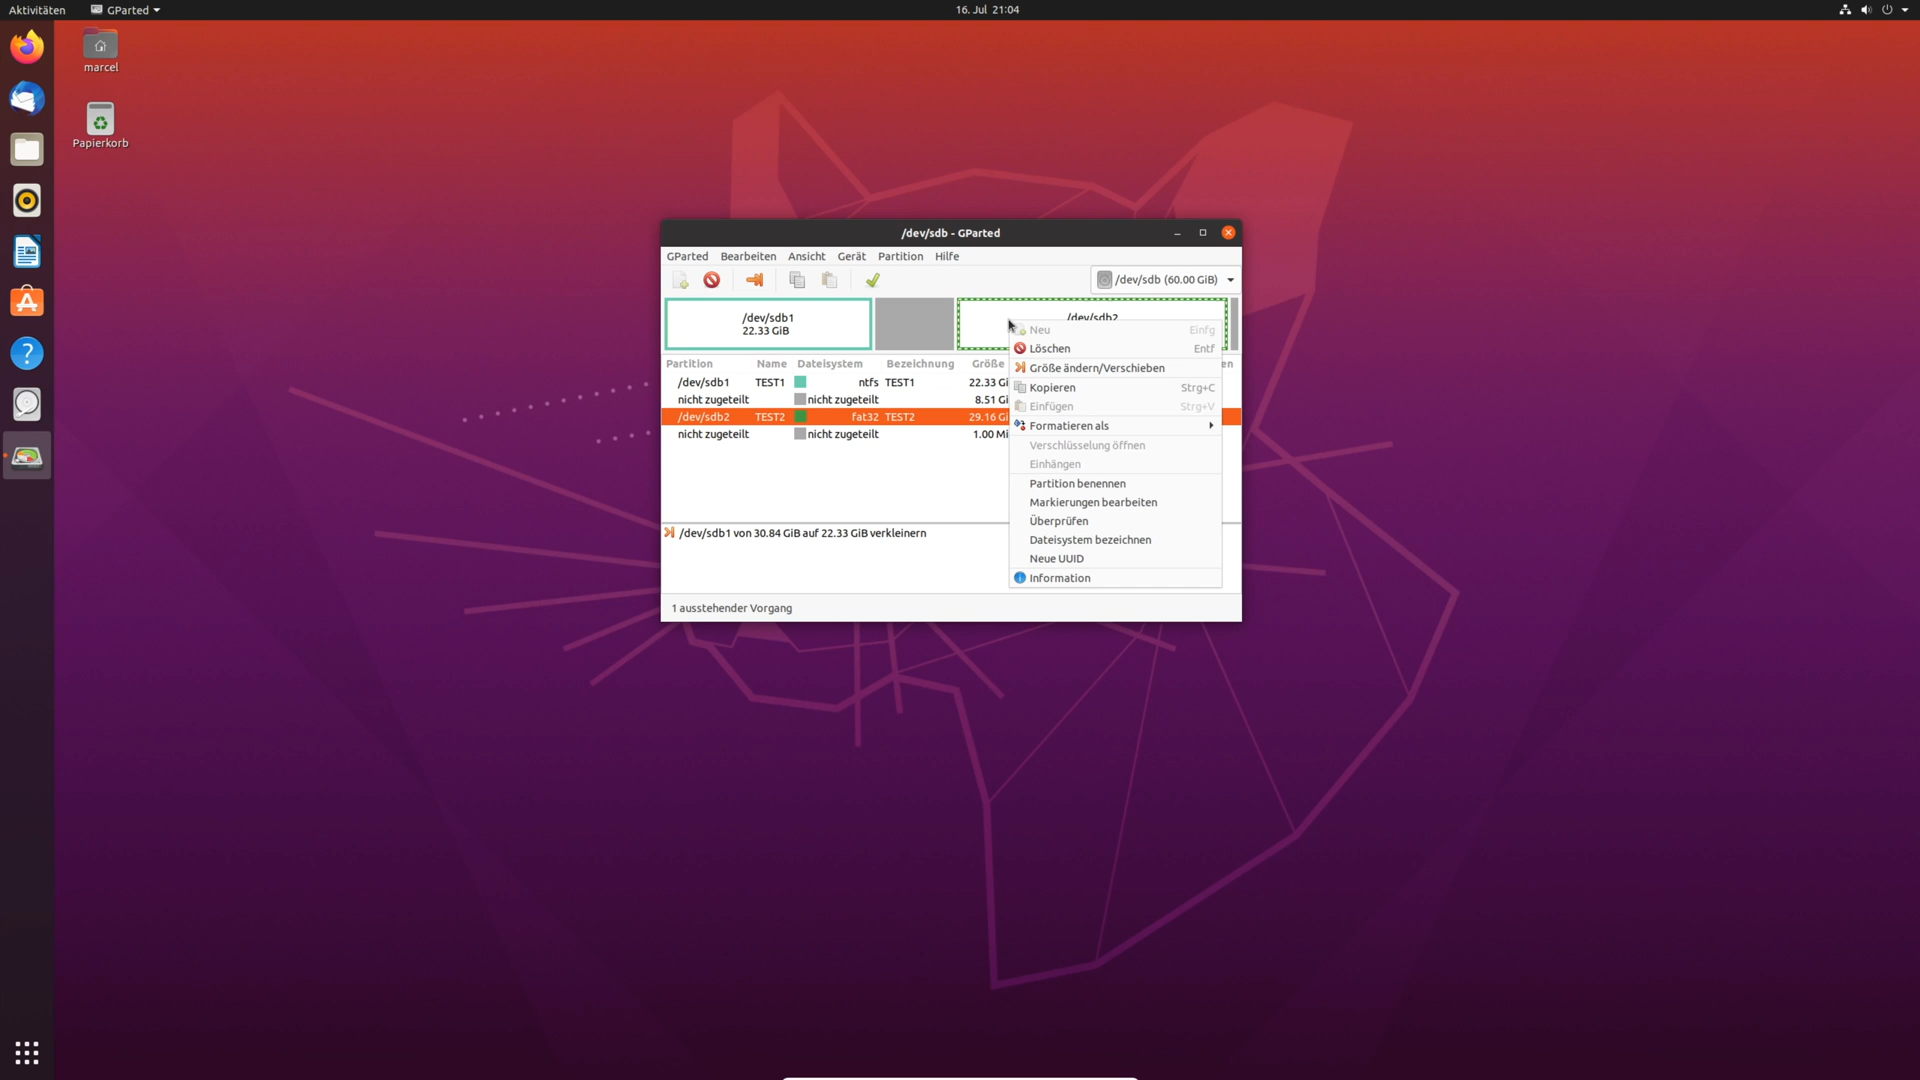 Aktivitäten GParted 16. Jul 21:04
marcel
Papierkorb
/dev/sdb - GParted
GParted Bearbeiten Ansicht Gerät Partition Hilfe
/dev/sdb (60.00 GiB)
/dev/sdb1
22.33 GiB
/dev/sdb2
Partition Name Dateisystem Bezeichnung Größe
/dev/sdb1 TEST1 ntfs TEST1 22.33 Gi
nicht zugeteilt nicht zugeteilt 8.51 Gi
/dev/sdb2 TEST2 fat32 TEST2 29.16 Gi
nicht zugeteilt nicht zugeteilt 1.00 Mi
Neu Einfg
Löschen Entf
Größe ändern/Verschieben
Kopieren Strg+C
Einfügen Strg+V
Formatieren als
Verschlüsselung öffnen
Einhängen
Partition benennen
Markierungen bearbeiten
Überprüfen
Dateisystem bezeichnen
Neue UUID
Information
/dev/sdb1 von 30.84 GiB auf 22.33 GiB verkleinern
1 ausstehender Vorgang